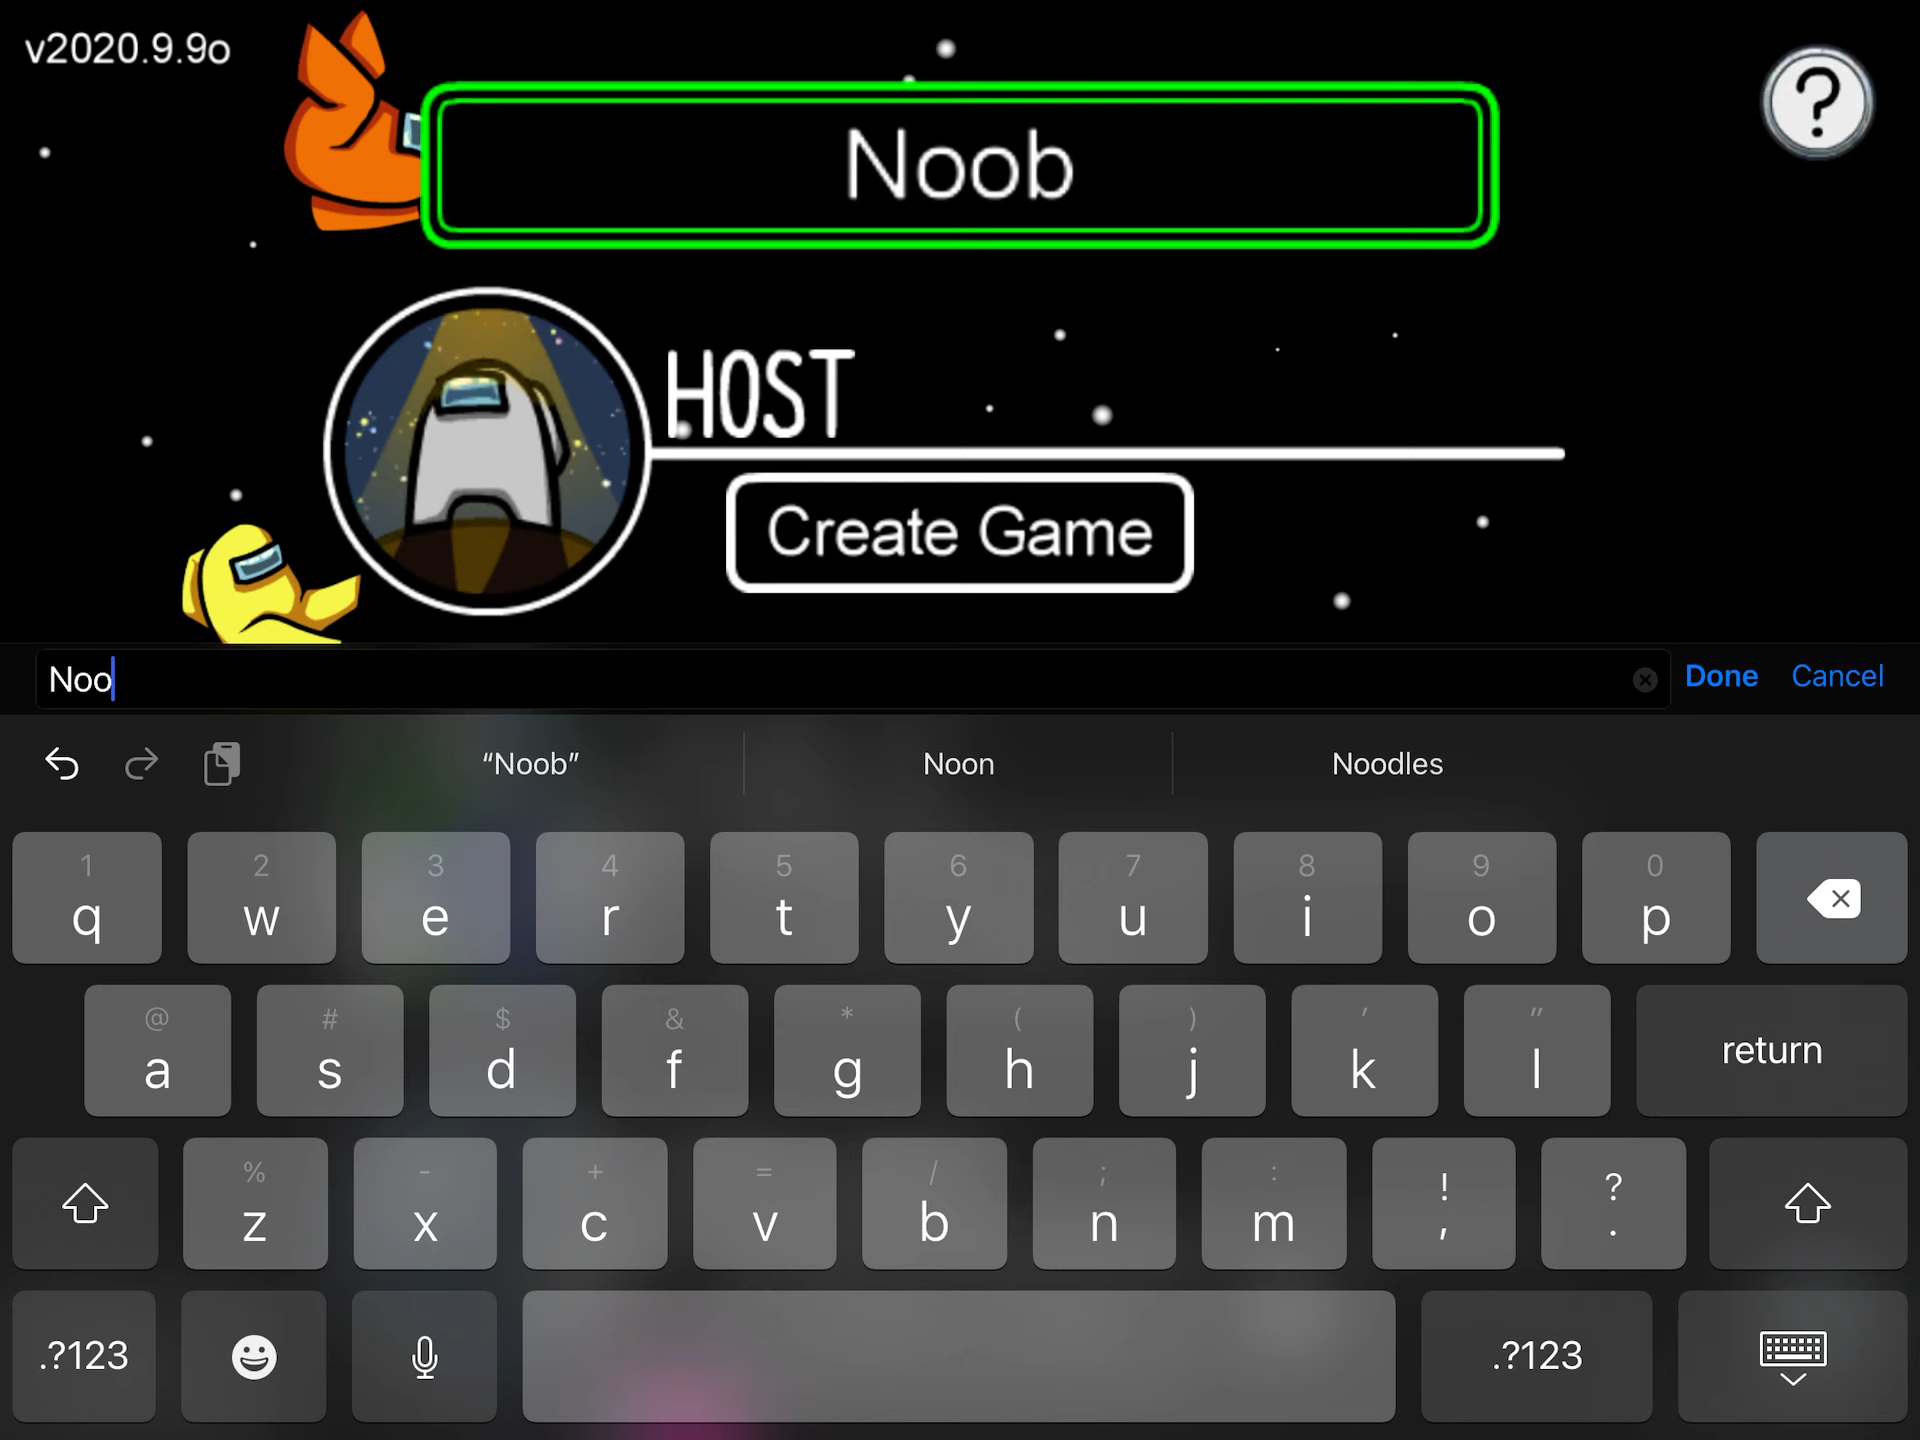 v2020.9.9o
?
Noob
HOST
Create Game
Noo
Done Cancel
“Noob” Noon Noodles
1 2 3 4 5 6 7 8 9 0
q w e r t y u i o p
@ # $ & * ( ) ' "
a s d f g h j k l return
% - + = / ; : ! ?
z x c v b n m , .
.?123 .?123